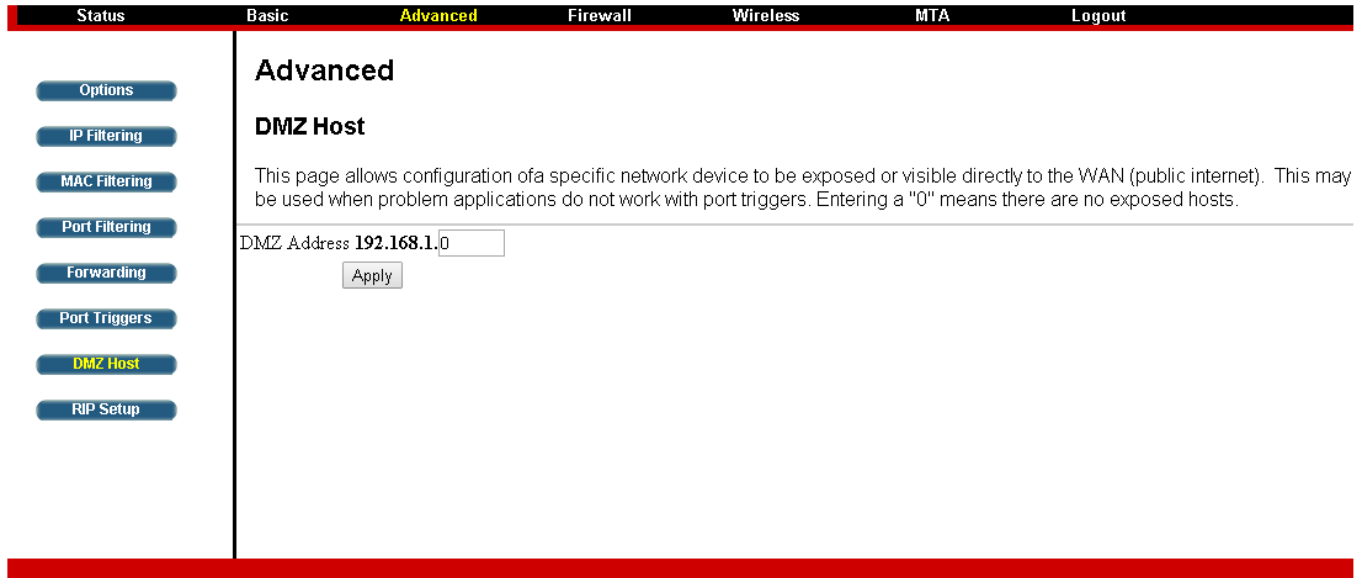 Status Basic Advanced Firewall Wireless MTA Logout
Options
IP Filtering
MAC Filtering
Port Filtering
Forwarding
Port Triggers
DMZ Host
RIP Setup
Advanced
DMZ Host
This page allows configuration ofa specific network device to be exposed or visible directly to the WAN (public internet). This may
be used when problem applications do not work with port triggers. Entering a "0" means there are no exposed hosts.
DMZ Address 192.168.1.0
Apply